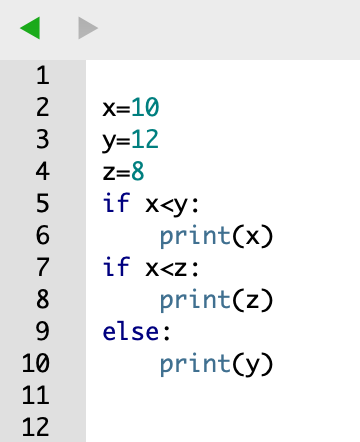 1
2 x=10
3 y=12
4 z=8
5 if x<y:
6     print(x)
7 if x<z:
8     print(z)
9 else:
10     print(y)
11
12